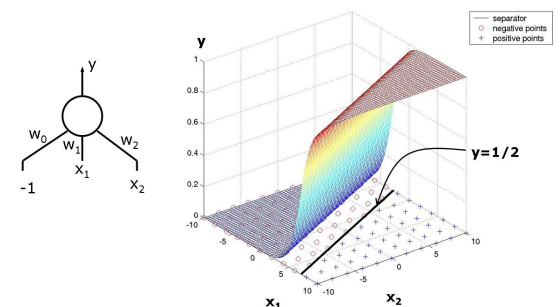 y
w0
w1
w2
-1
x1
x2
y
1
0.8
0.6
0.4
0.2
0
-10
-5
0
5
10
x1
-10
-5
0
5
10
x2
y=1/2
separator
negative points
positive points